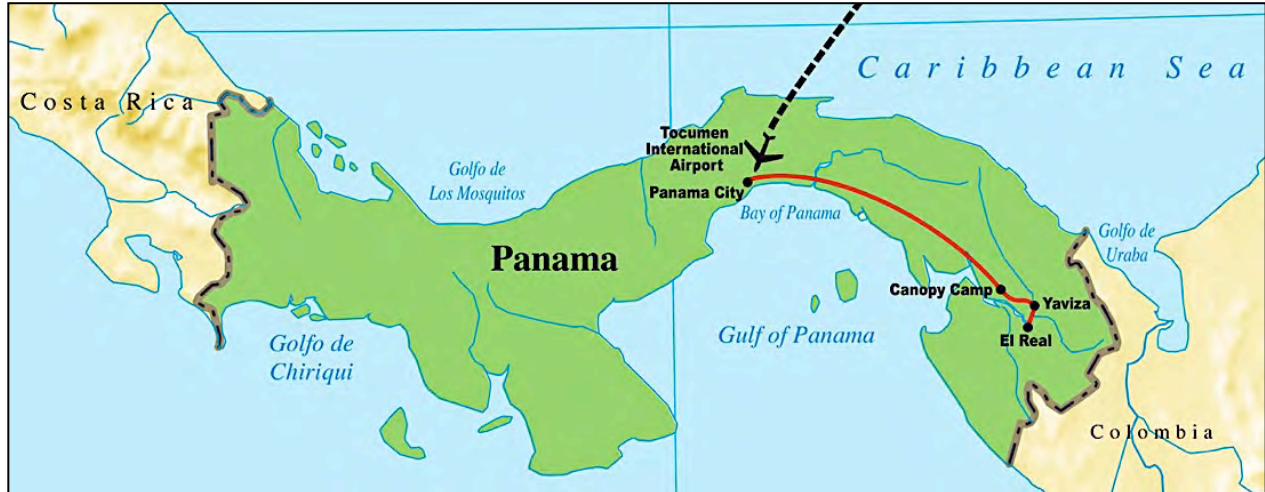 Caribbean Sea
Costa Rica
Tocumen
International
Airport
Golfo de
Los Mosquitos
Panama City
Bay of Panama
Golfo de
Uraba
Panama
Canopy Camp
Yaviza
Gulf of Panama
El Real
Golfo de
Chiriqui
Colombia